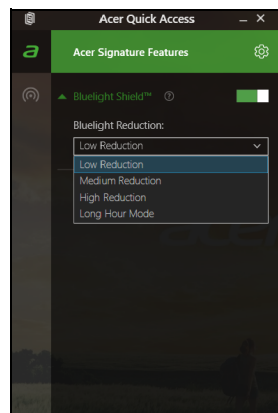 Acer Quick Access
Acer Signature Features
Bluelight Shield™
Bluelight Reduction:
Low Reduction
Low Reduction
Medium Reduction
High Reduction
Long Hour Mode
acer